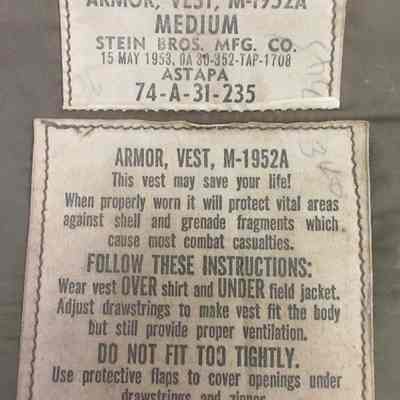 ARMOR, VEST, M-1952A
MEDIUM
STEIN BROS. MFG. CO.
15 MAY 1953, OA 30-352-TAP-1708
ASTAPA
74-A-31-235
ARMOR, VEST, M-1952A
This vest may save your life!
When properly worn it will protect vital areas
against shell and grenade fragments which
cause most combat casualties.
FOLLOW THESE INSTRUCTIONS:
Wear vest OVER shirt and UNDER field jacket.
Adjust drawstrings to make vest fit the body
but still provide proper ventilation.
DO NOT FIT TOO TIGHTLY.
Use protective flaps to cover openings under
drawstrings and zipper.